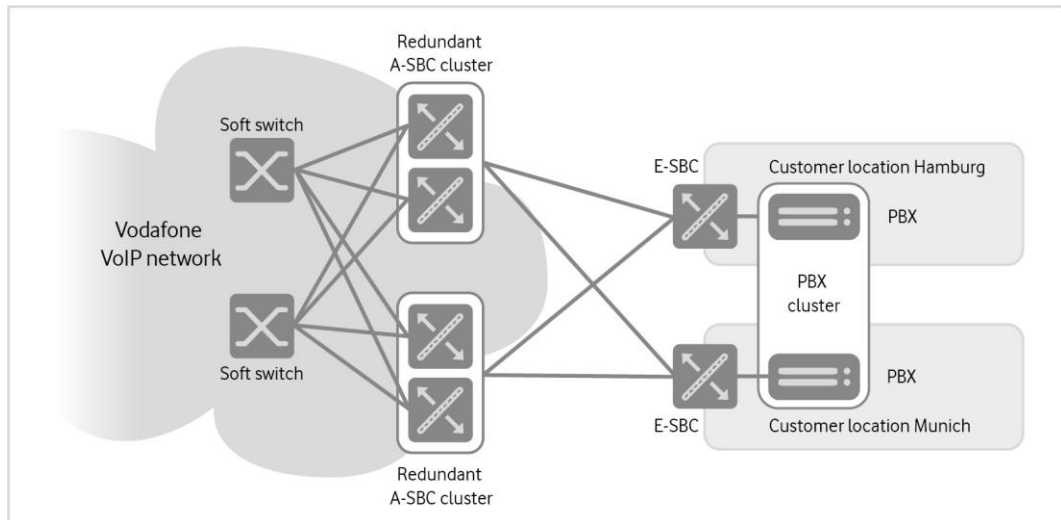 Redundant
A-SBC cluster
Soft switch
E-SBC
Customer location Hamburg
PBX
Vodafone
VoIP network
PBX
cluster
Soft switch
PBX
E-SBC
Customer location Munich
Redundant
A-SBC cluster